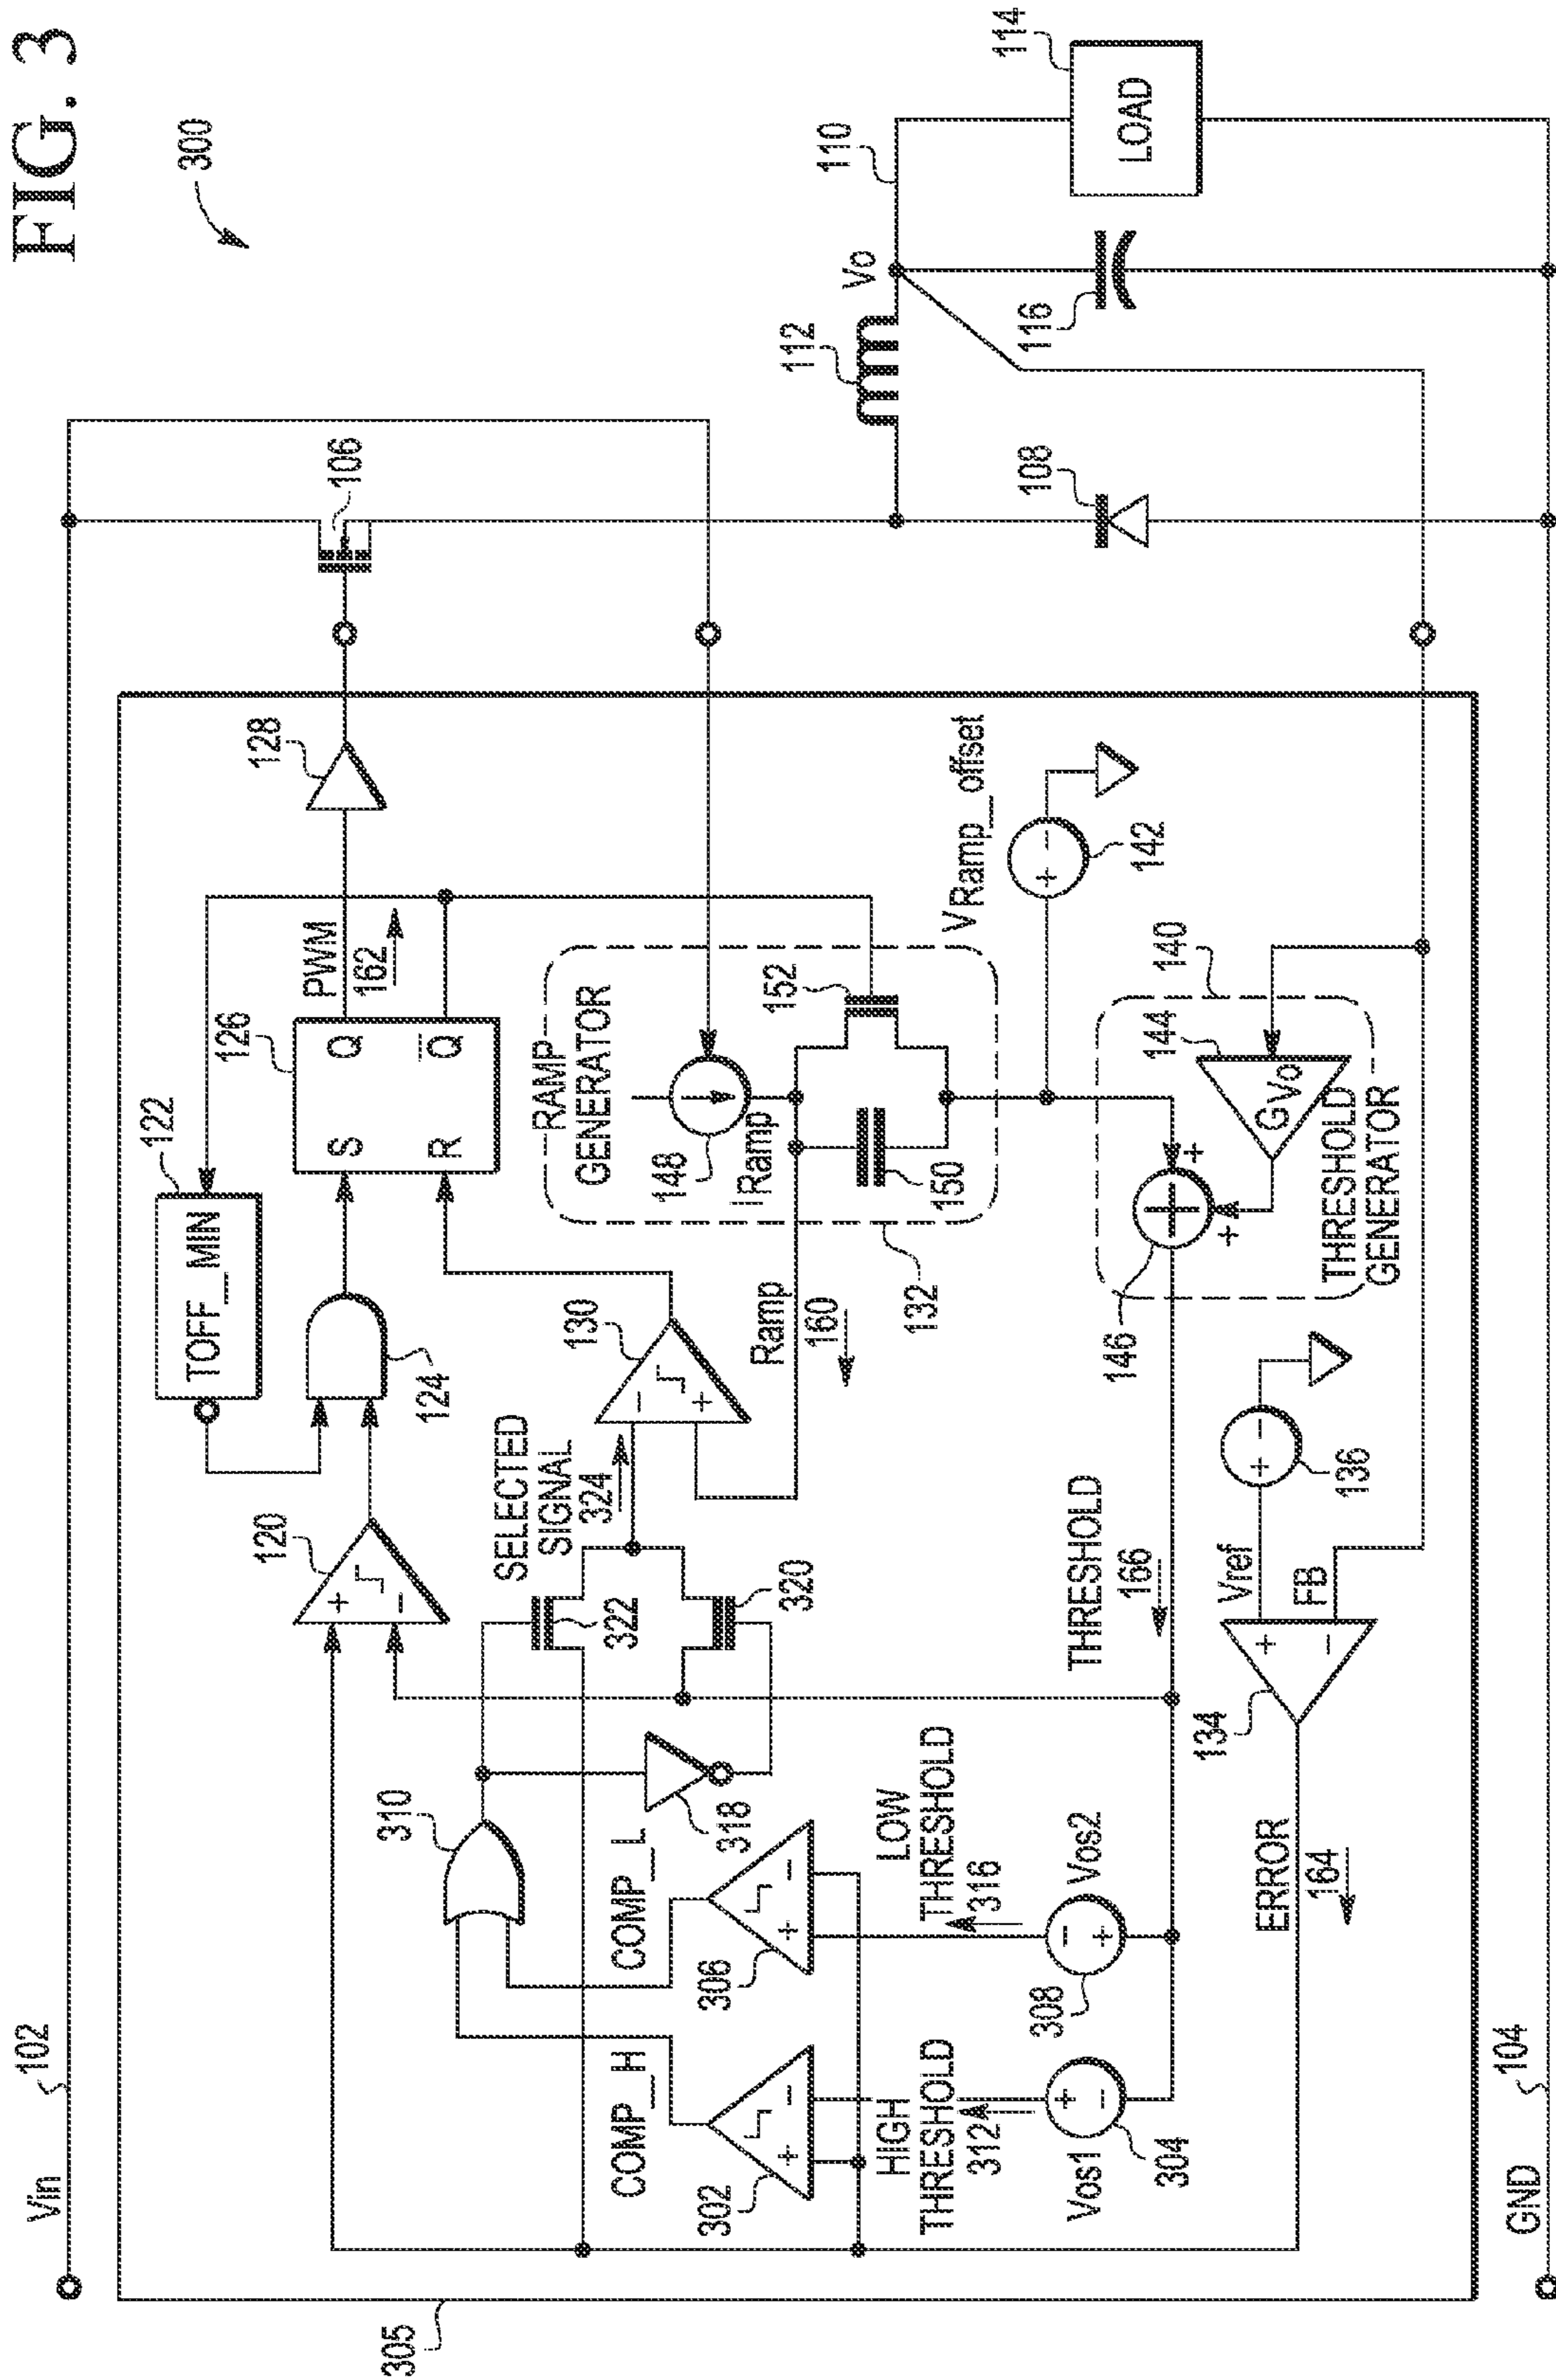 FIG. 3
300
Vin
102
305
122
TOFF_MIN
124
120
+
−
126
S
Q
R
Q
PWM
162
128
106
112
Vo
110
114
LOAD
116
108
310
COMP_H
COMP_L
318
322
320
SELECTED
SIGNAL
324
130
−
+
Ramp
160
RAMP
GENERATOR
148
IRamp
150
152
132
VRamp_offset
+
−
142
302
+
−
306
+
−
HIGH
THRESHOLD
312
LOW
THRESHOLD
316
Vos1
+
−
304
−
+
Vos2
308
THRESHOLD
166
146
+
+
144
GVo
140
THRESHOLD
GENERATOR
ERROR
164
134
+
−
Vref
FB
+
−
136
GND
104